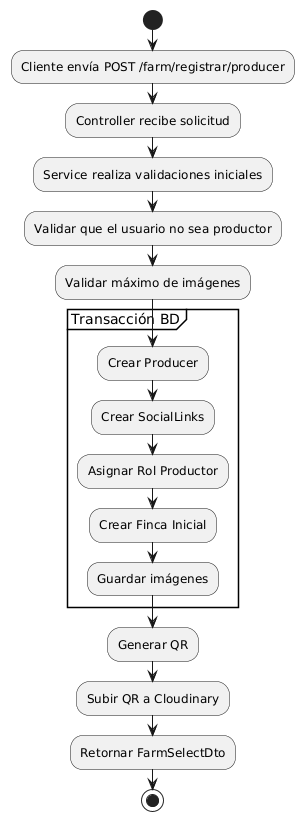 Cliente envía POST /farm/registrar/producer
Controller recibe solicitud
Service realiza validaciones iniciales
Validar que el usuario no sea productor
Validar máximo de imágenes
Transacción BD
Crear Producer
Crear SocialLinks
Asignar Rol Productor
Crear Finca Inicial
Guardar imágenes
Generar QR
Subir QR a Cloudinary
Retornar FarmSelectDto